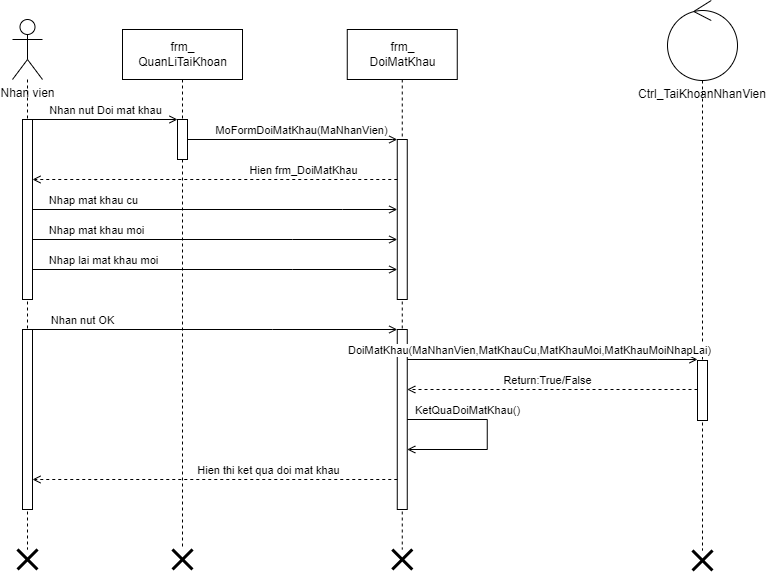 frm_
QuanLiTaiKhoan
frm_
DoiMatKhau
Nhan vien
Ctrl_TaiKhoanNhanVien
Nhan nut Doi mat khau
MoFormDoiMatKhau(MaNhanVien)
Hien frm_DoiMatKhau
Nhap mat khau cu
Nhap mat khau moi
Nhap lai mat khau moi
Nhan nut OK
DoiMatKhau(MaNhanVien,MatKhauCu,MatKhauMoi,MatKhauMoiNhapLai)
Return:True/False
KetQuaDoiMatKhau()
Hien thi ket qua doi mat khau